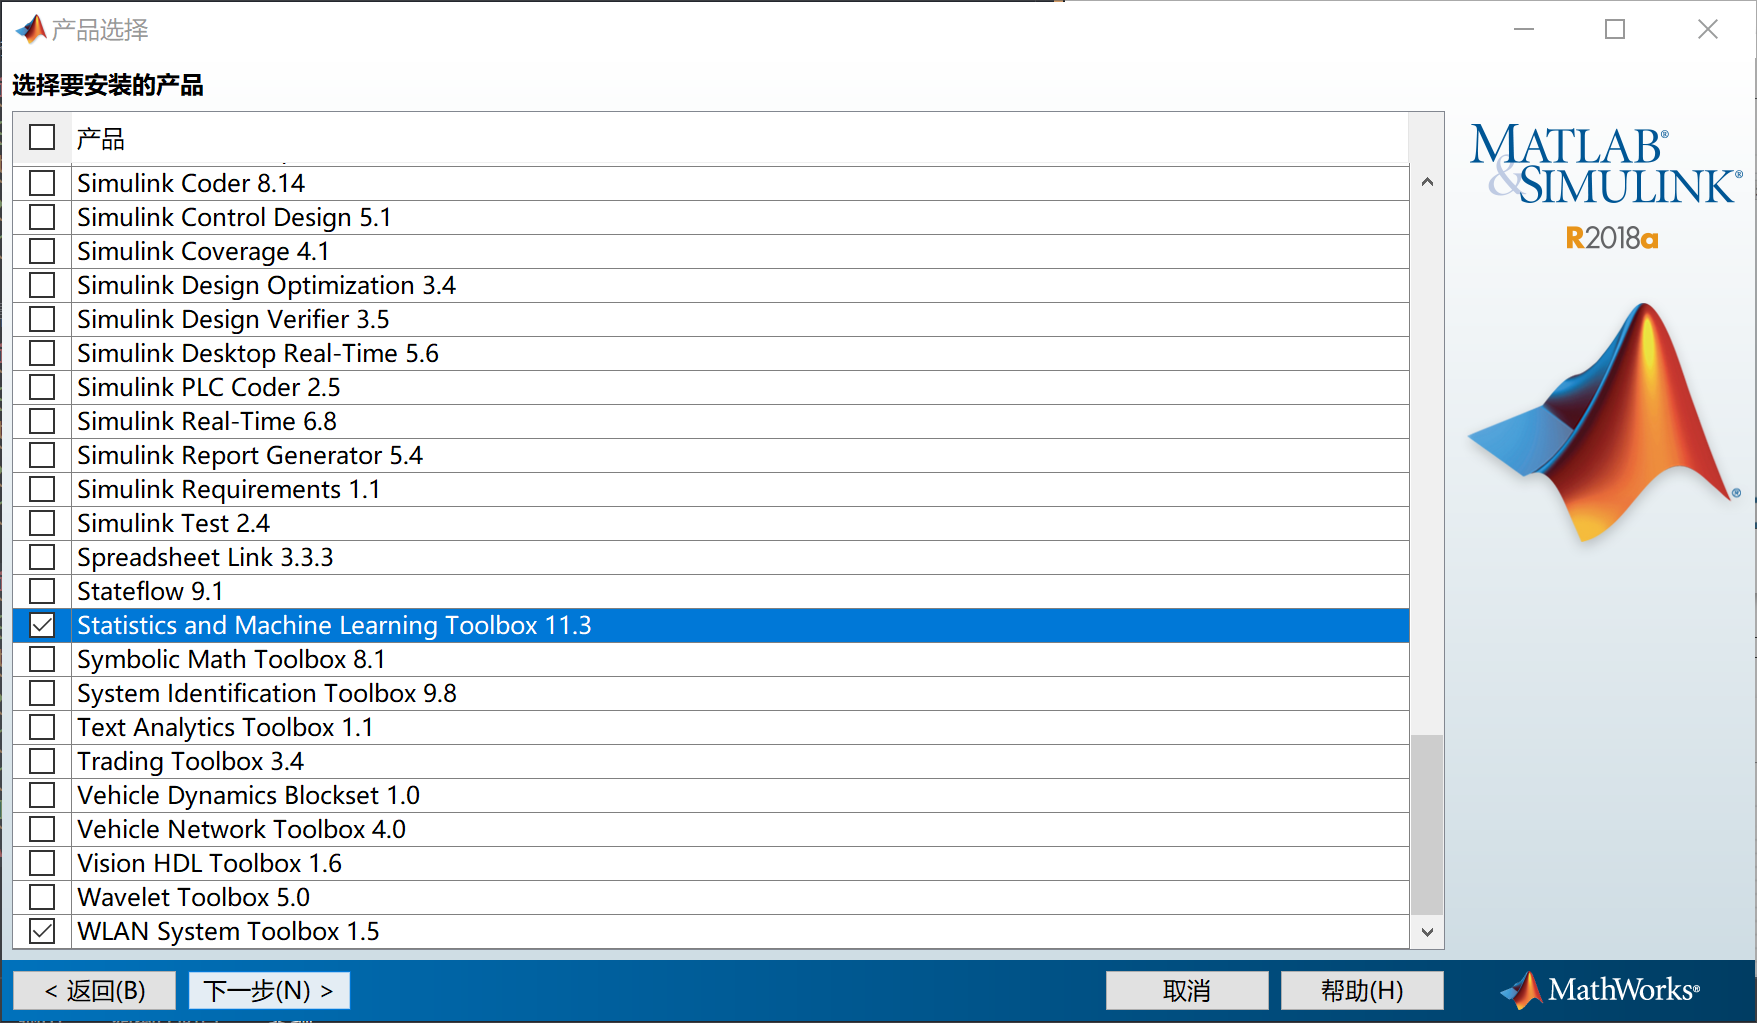 产品选择
选择要安装的产品
产品
Simulink Coder 8.14
Simulink Control Design 5.1
Simulink Coverage 4.1
Simulink Design Optimization 3.4
Simulink Design Verifier 3.5
Simulink Desktop Real-Time 5.6
Simulink PLC Coder 2.5
Simulink Real-Time 6.8
Simulink Report Generator 5.4
Simulink Requirements 1.1
Simulink Test 2.4
Spreadsheet Link 3.3.3
Stateflow 9.1
Statistics and Machine Learning Toolbox 11.3
Symbolic Math Toolbox 8.1
System Identification Toolbox 9.8
Text Analytics Toolbox 1.1
Trading Toolbox 3.4
Vehicle Dynamics Blockset 1.0
Vehicle Network Toolbox 4.0
Vision HDL Toolbox 1.6
Wavelet Toolbox 5.0
WLAN System Toolbox 1.5
MATLAB®
&SIMULINK®
R2018a
®
< 返回(B)
下一步(N) >
取消
帮助(H)
MathWorks®